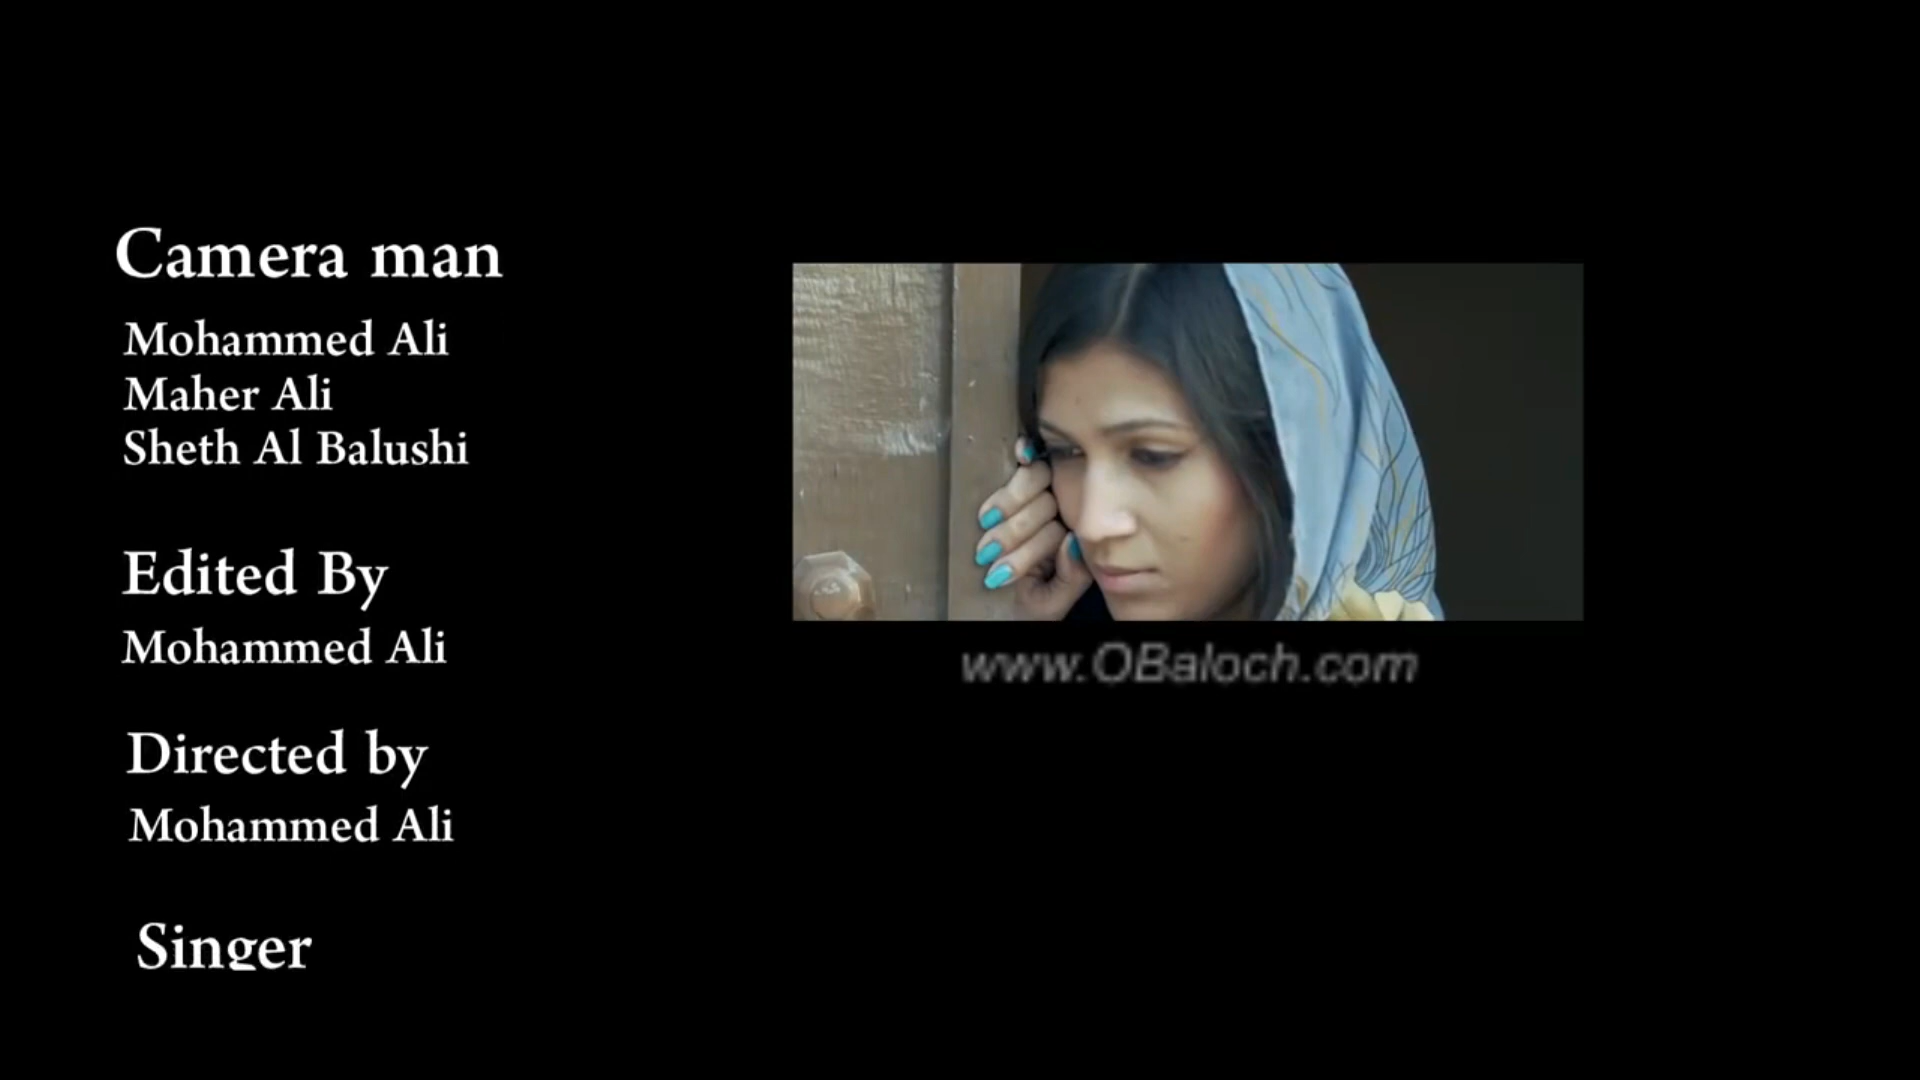 Camera man
Mohammed Ali
Maher Ali
Sheth Al Balushi
Edited By
Mohammed Ali
Directed by
Mohammed Ali
Singer
www.OBaloch.com